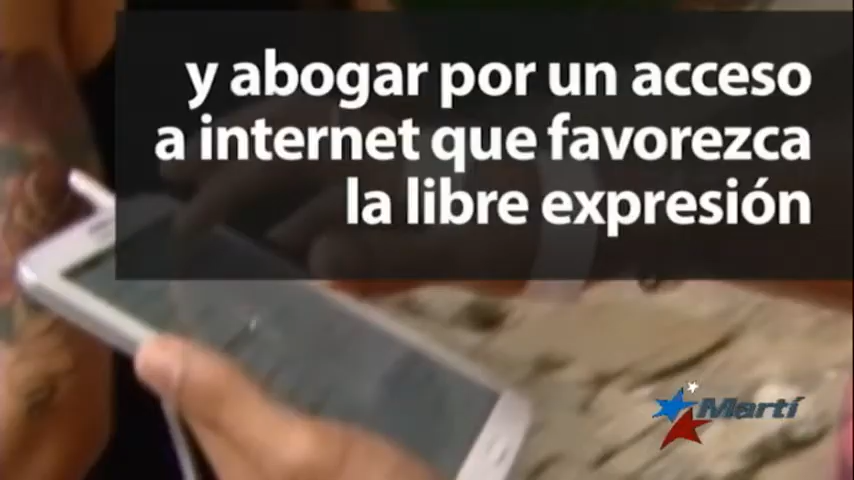 y abogar por un acceso
a internet que favorezca
la libre expresión
Martí